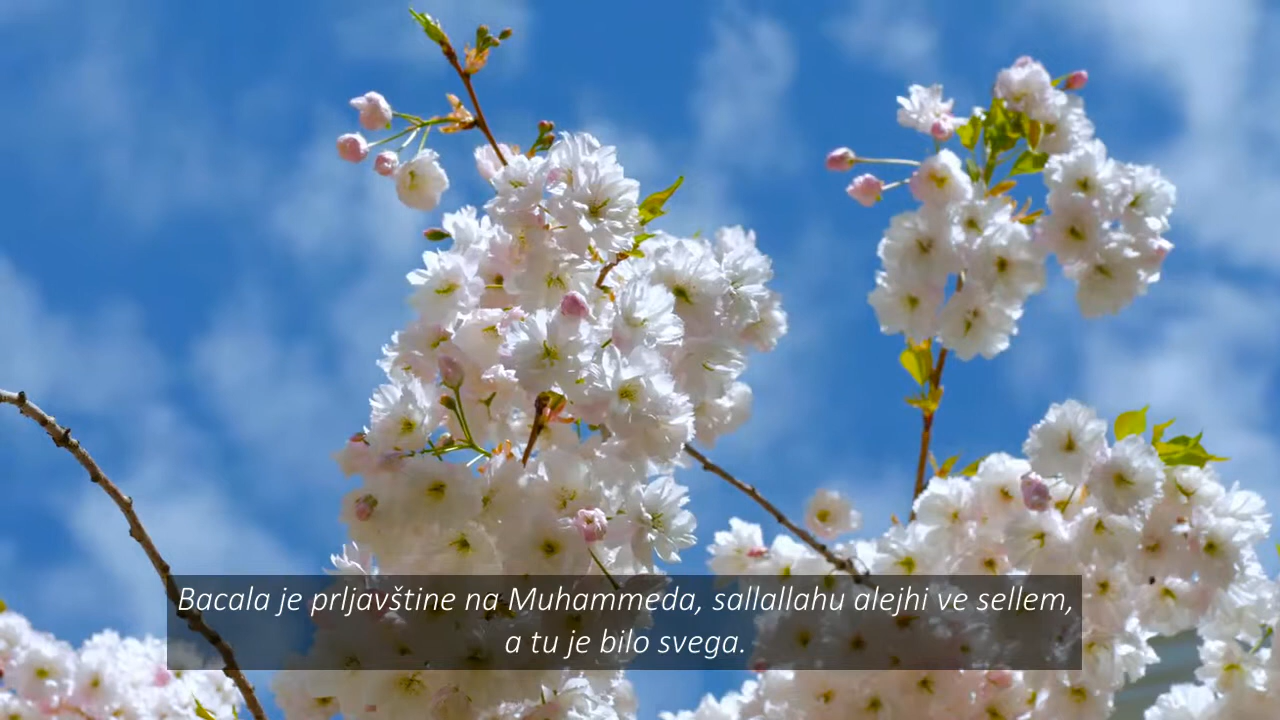 Bacala je prljavštine na Muhammeda, sallallahu alejhi ve sellem,
a tu je bilo svega.